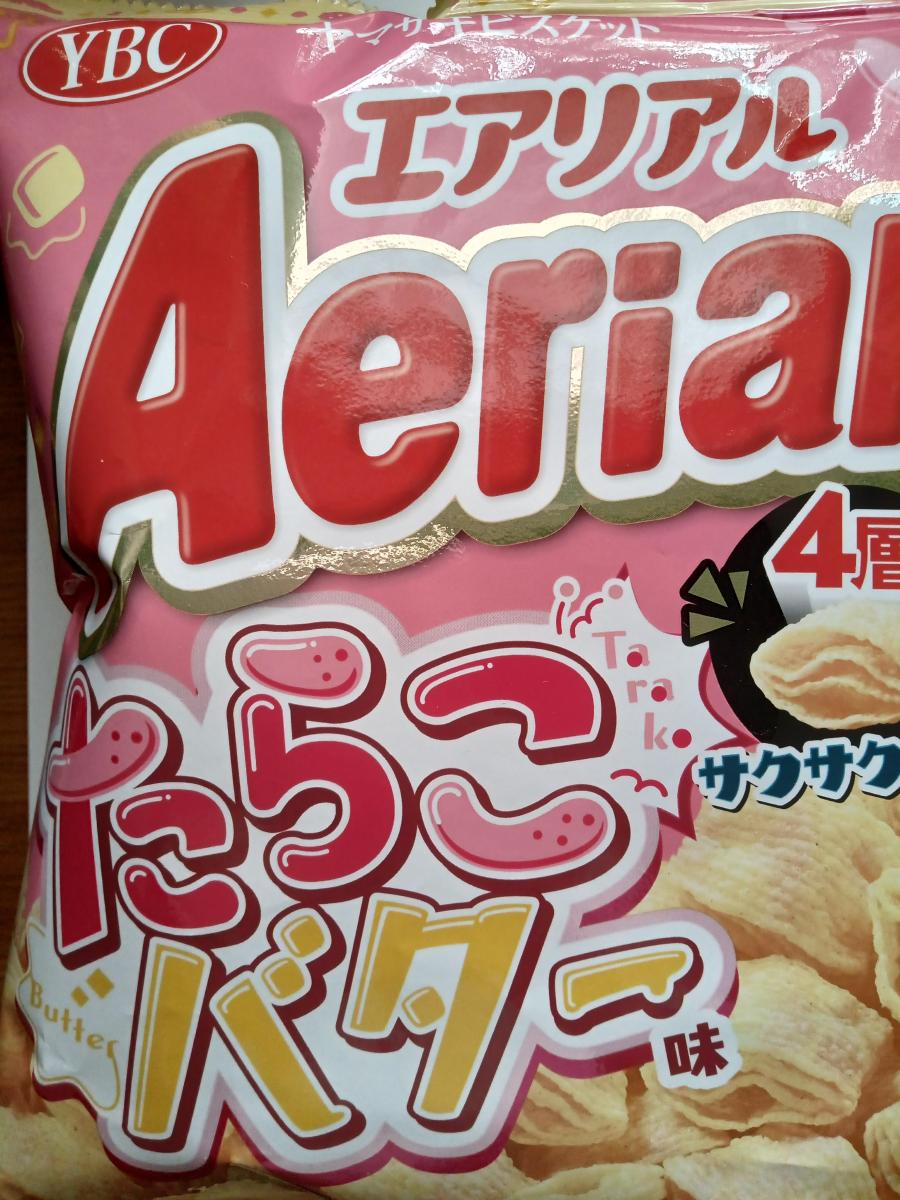 YBC
ヤマザキビスケット
エアリアル
Aerial
4層
Tarako
サクサク
たらこ
バター味
Butter